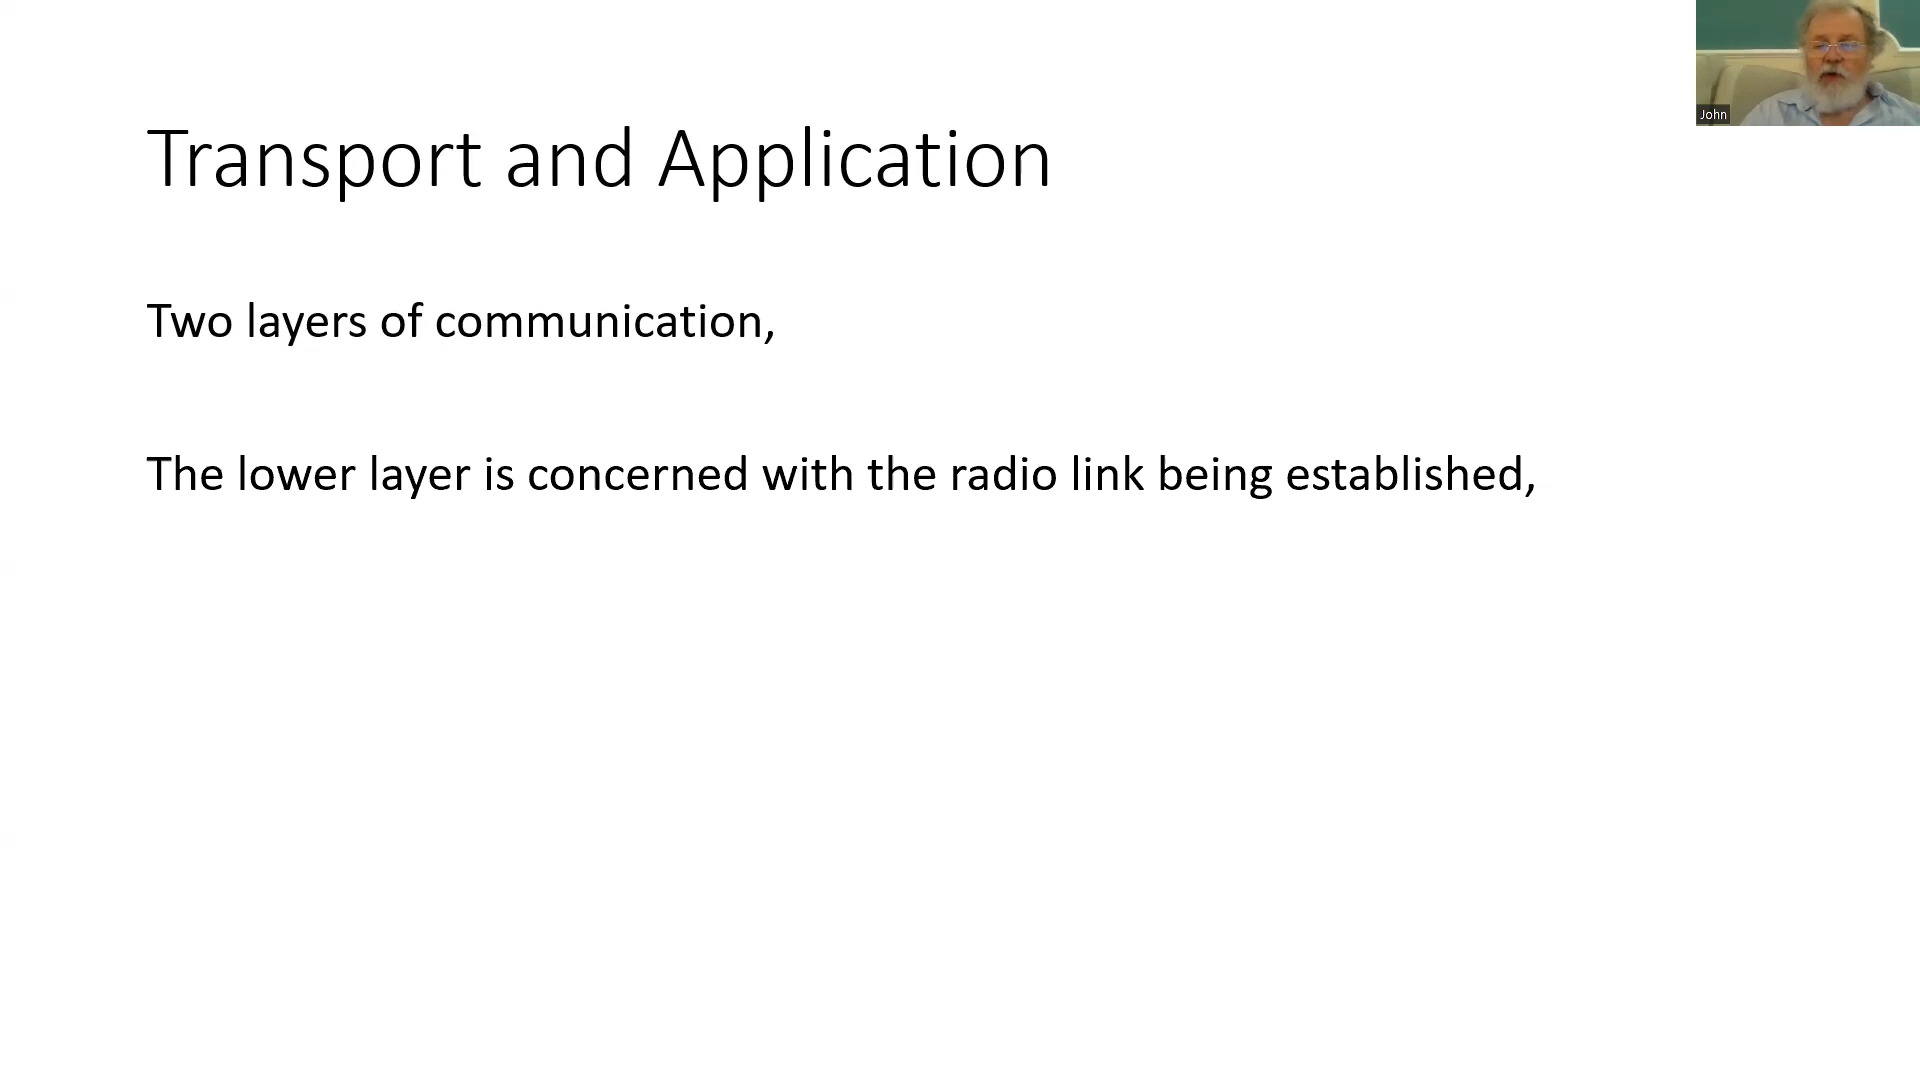 John
Transport and Application
Two layers of communication,
The lower layer is concerned with the radio link being established,